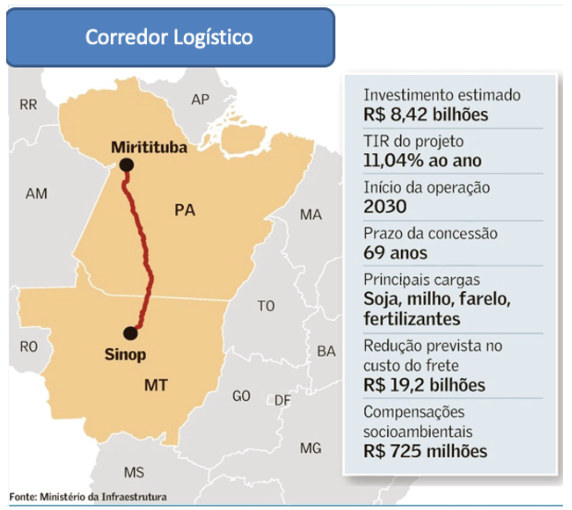 Corredor Logístico
RR
AP
Miritituba
AM
PA
MA
TO
Sinop
RO
MT
BA
GO
DF
MG
MS
Fonte: Ministério da Infraestrutura
Investimento estimado
R$ 8,42 bilhões
TIR do projeto
11,04% ao ano
Início da operação
2030
Prazo da concessão
69 anos
Principais cargas
Soja, milho, farelo,
fertilizantes
Redução prevista no
custo do frete
R$ 19,2 bilhões
Compensações
socioambientais
R$ 725 milhões